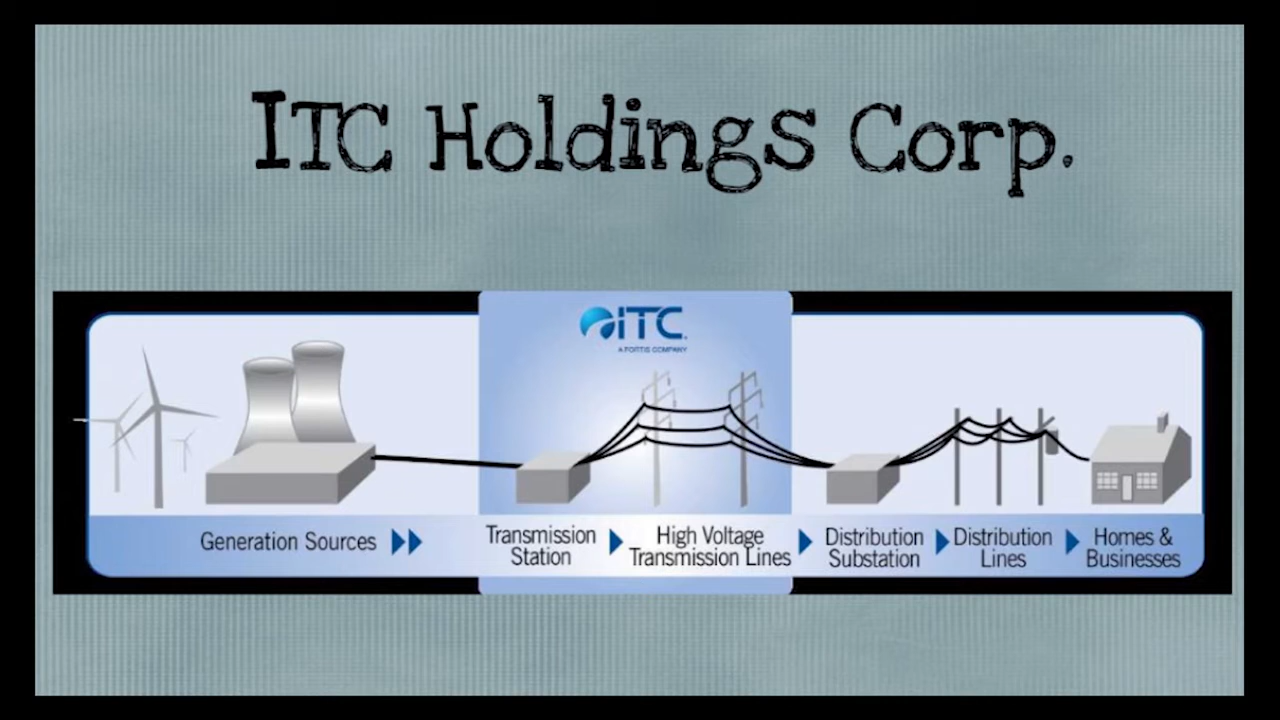 ITC Holdings Corp.
ITC
A FORTIS COMPANY
Generation Sources
Transmission
Station
High Voltage
Transmission Lines
Distribution
Substation
Distribution
Lines
Homes &
Businesses